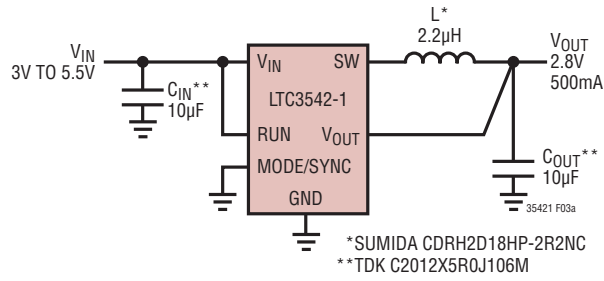 L*
2.2µH
VIN
3V TO 5.5V
CIN**
10µF
VIN
SW
LTC3542-1
RUN
VOUT
MODE/SYNC
GND
VOUT
2.8V
500mA
COUT**
10µF
35421 F03a
*SUMIDA CDRH2D18HP-2R2NC
**TDK C2012X5R0J106M